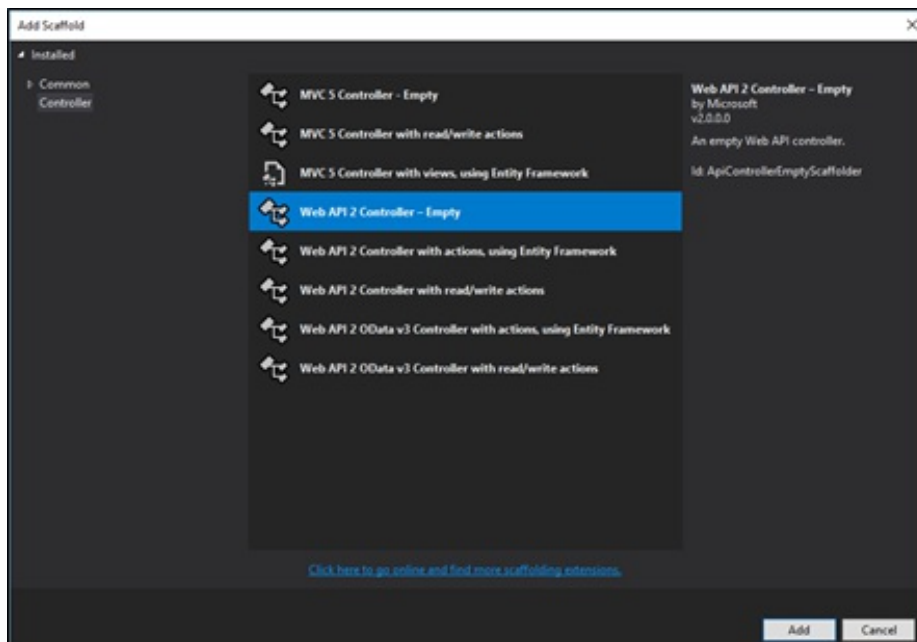 Add Scaffold
Installed
Common
Controller
MVC 5 Controller - Empty
MVC 5 Controller with read/write actions
MVC 5 Controller with views, using Entity Framework
Web API 2 Controller – Empty
Web API 2 Controller with actions, using Entity Framework
Web API 2 Controller with read/write actions
Web API 2 OData v3 Controller with actions, using Entity Framework
Web API 2 OData v3 Controller with read/write actions
Click here to go online and find more scaffolding extensions.
Web API 2 Controller – Empty
by Microsoft
v2.0.0.0
An empty Web API controller.
Id: ApiControllerEmptyScaffolder
Add
Cancel